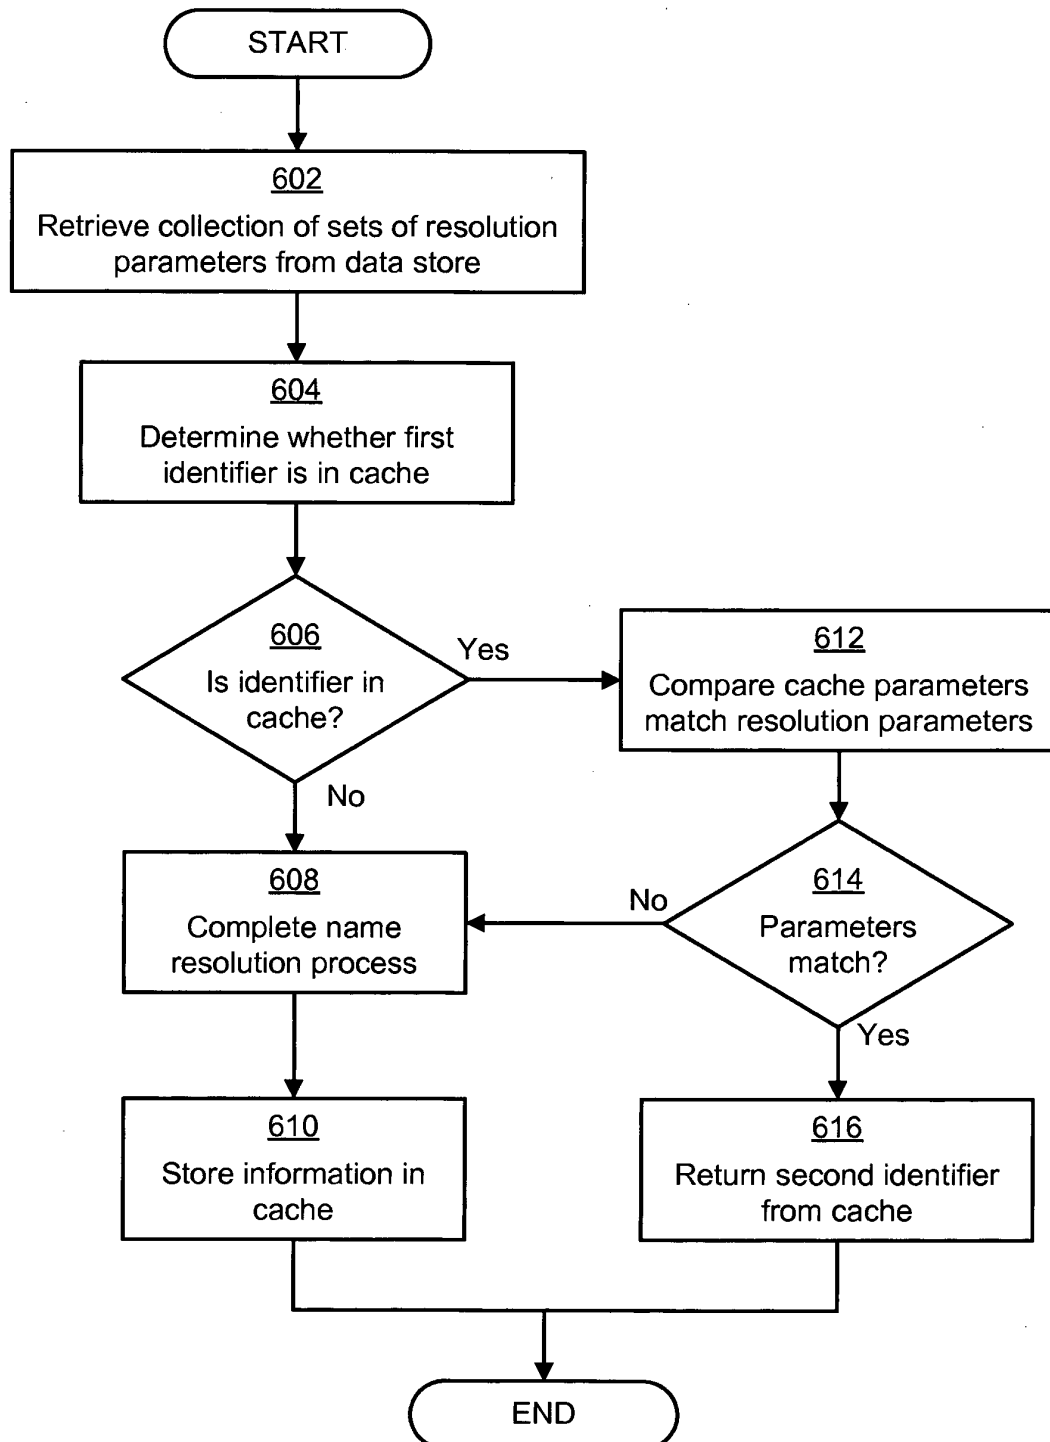 START
602
Retrieve collection of sets of resolution
parameters from data store
604
Determine whether first
identifier is in cache
606
Is identifier in
cache?
Yes
No
612
Compare cache parameters
match resolution parameters
608
Complete name
resolution process
No
614
Parameters
match?
Yes
610
Store information in
cache
616
Return second identifier
from cache
END